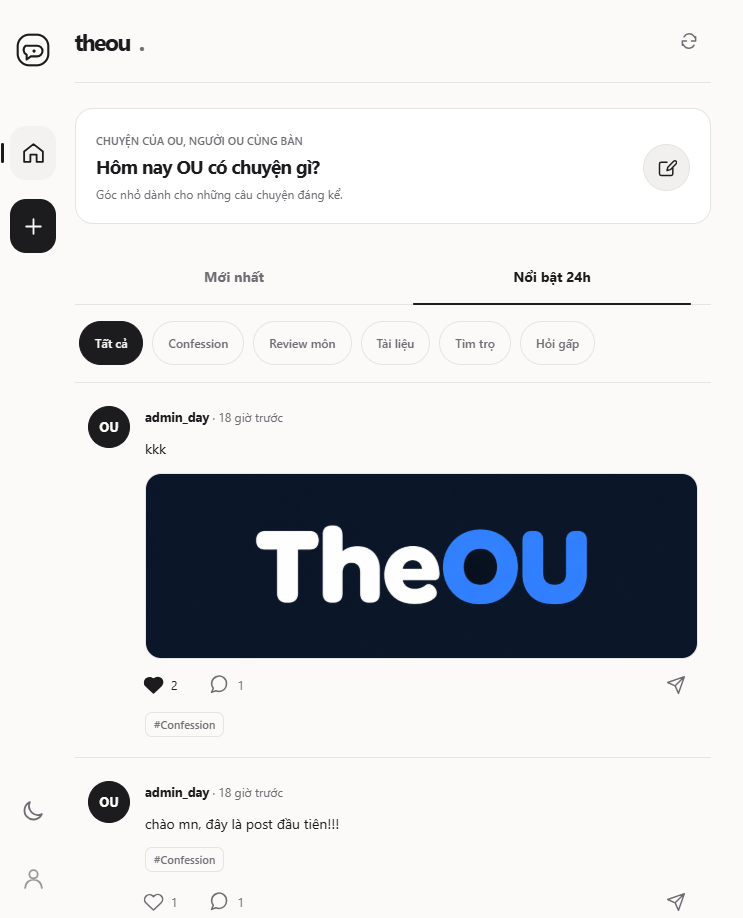 theou .
CHUYỆN CỦA OU, NGƯỜI OU CÙNG BÀN
Hôm nay OU có chuyện gì?
Góc nhỏ dành cho những câu chuyện đáng kể.
Mới nhất
Nổi bật 24h
Tất cả
Confession
Review môn
Tài liệu
Tìm trọ
Hỏi gấp
OU
admin_day · 18 giờ trước
kkk
TheOU
2
1
#Confession
OU
admin_day · 18 giờ trước
chào mn, đây là post đầu tiên!!!
#Confession
1
1